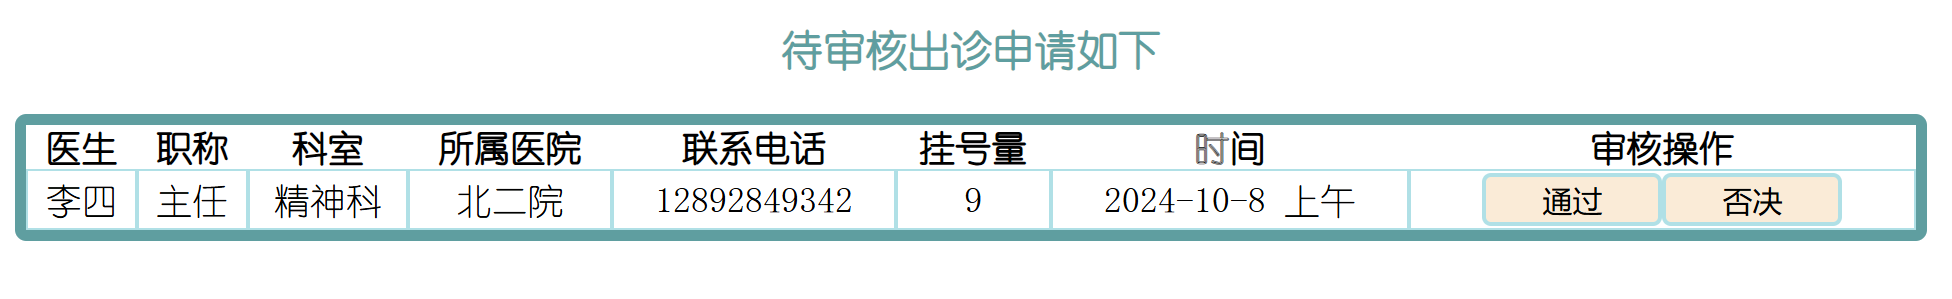 待审核出诊申请如下
医生 职称 科室 所属医院 联系电话 挂号量 时间 审核操作
李四 主任 精神科 北二院 12892849342 9 2024-10-8 上午 通过 否决